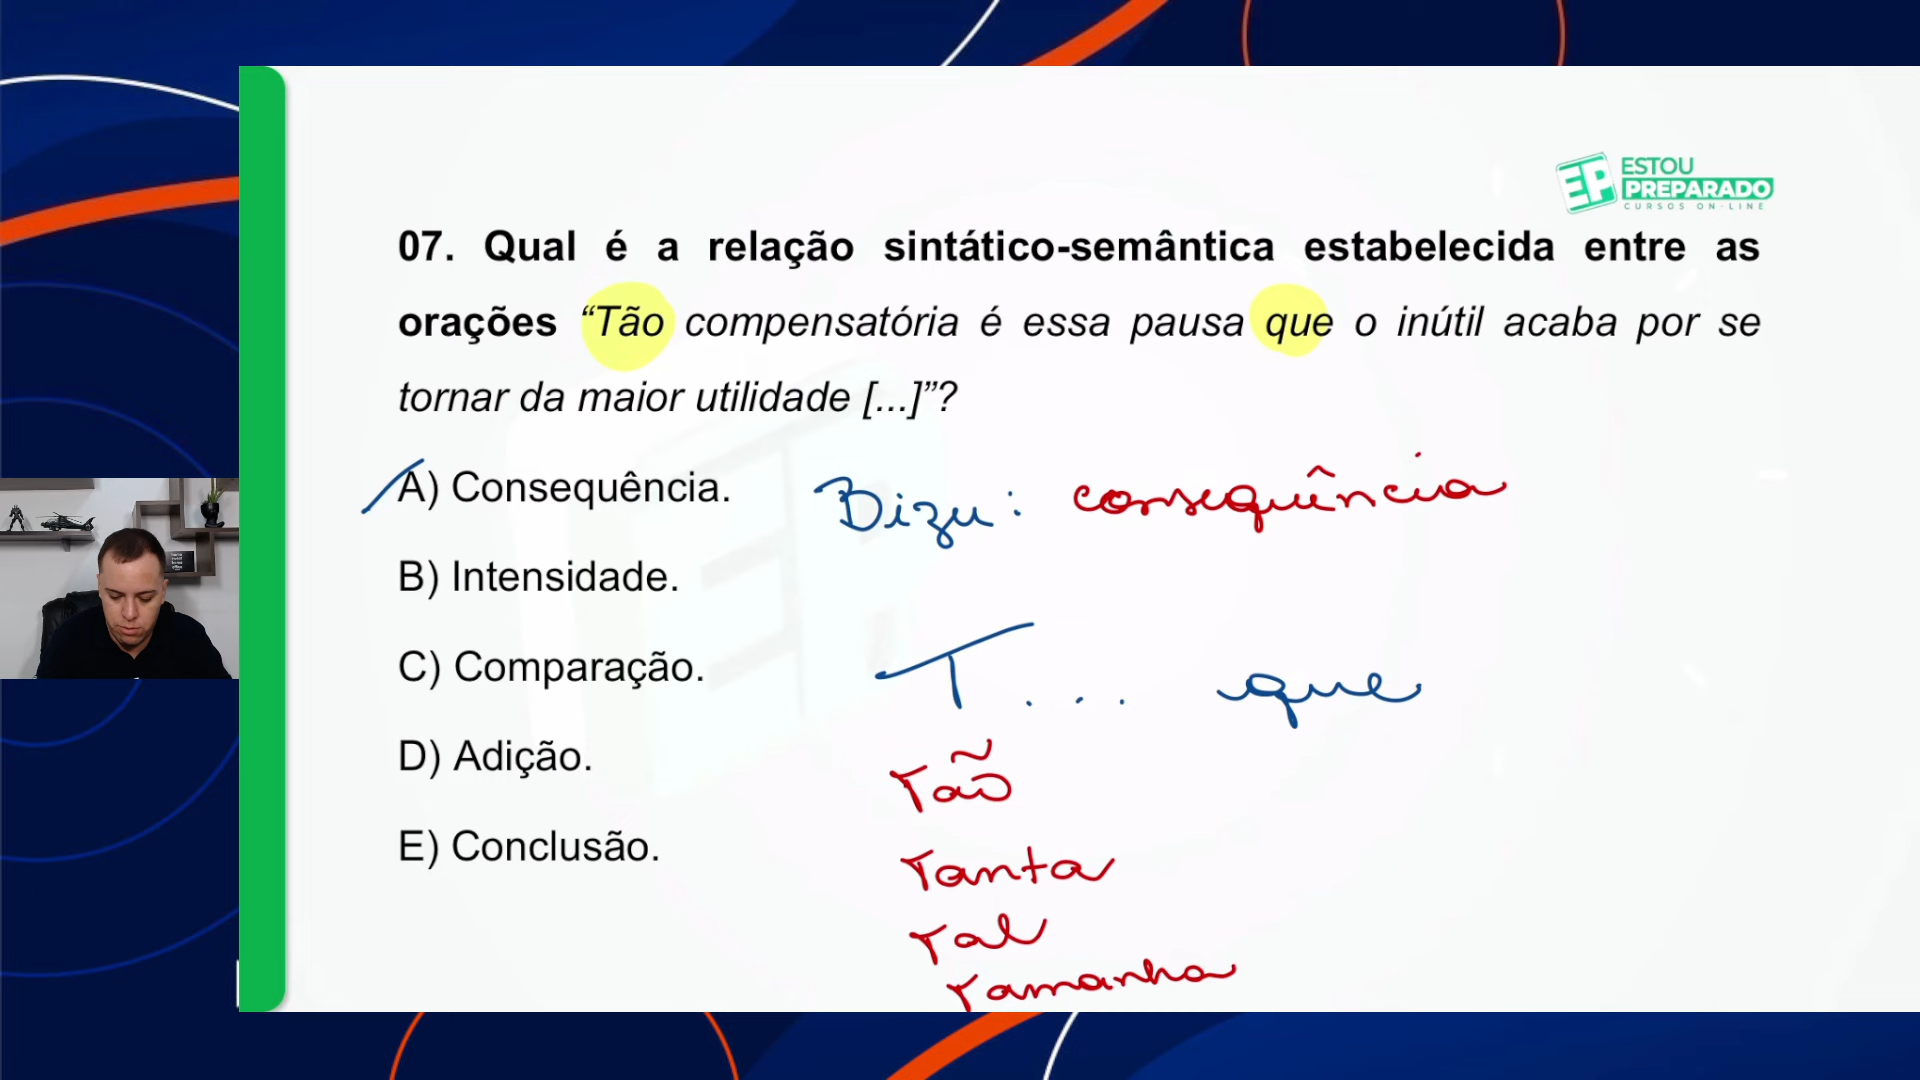 EP ESTOU
PREPARADO
CURSOS ON-LINE
07. Qual é a relação sintático-semântica estabelecida entre as
orações “Tão compensatória é essa pausa que o inútil acaba por se
tornar da maior utilidade [...]”?
A) Consequência.
Bizu: consequência
B) Intensidade.
C) Comparação.
T... que
D) Adição.
Tão
E) Conclusão.
Tanta
Tal
Tamanha